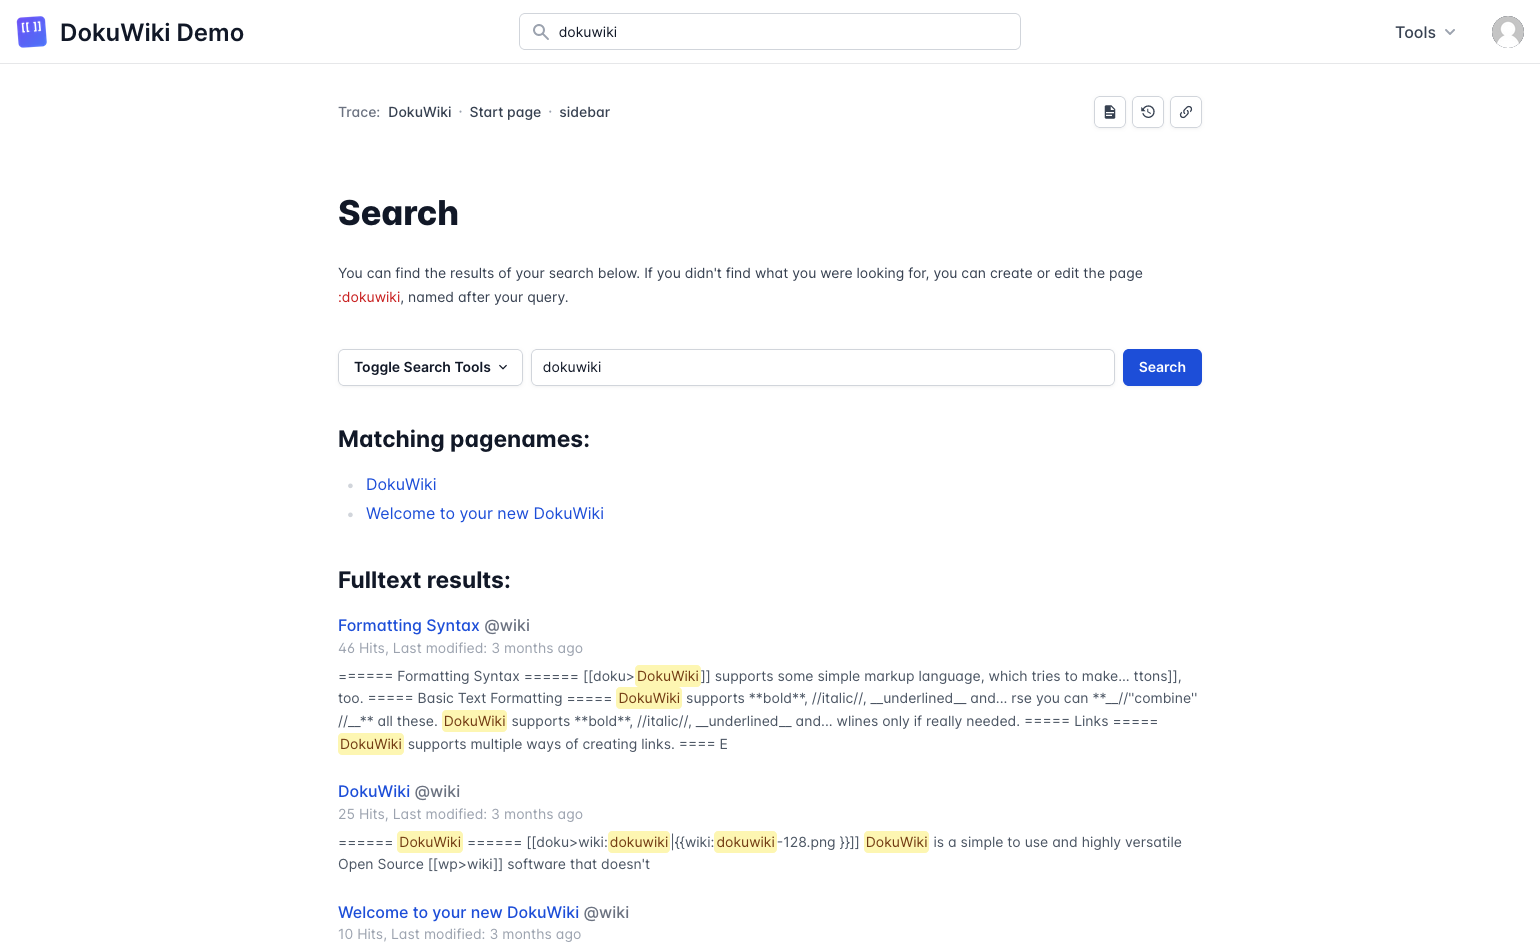 [[ ]] DokuWiki Demo
dokuwiki
Tools
Trace: DokuWiki · Start page · sidebar
Search
You can find the results of your search below. If you didn't find what you were looking for, you can create or edit the page
:dokuwiki, named after your query.
Toggle Search Tools dokuwiki Search
Matching pagenames:
• DokuWiki
• Welcome to your new DokuWiki
Fulltext results:
Formatting Syntax @wiki
46 Hits, Last modified: 3 months ago
====== Formatting Syntax ====== [[doku>DokuWiki]] supports some simple markup language, which tries to make... ttons]],
too. ===== Basic Text Formatting ===== DokuWiki supports **bold**, //italic//, __underlined__ and... rse you can **__//''combine''
//__** all these. DokuWiki supports **bold**, //italic//, __underlined__ and... wlines only if really needed. ===== Links =====
DokuWiki supports multiple ways of creating links. ==== E
DokuWiki @wiki
25 Hits, Last modified: 3 months ago
====== DokuWiki ====== [[doku>wiki:dokuwiki|{{wiki:dokuwiki-128.png }}]] DokuWiki is a simple to use and highly versatile
Open Source [[wp>wiki]] software that doesn't
Welcome to your new DokuWiki @wiki
10 Hits, Last modified: 3 months ago